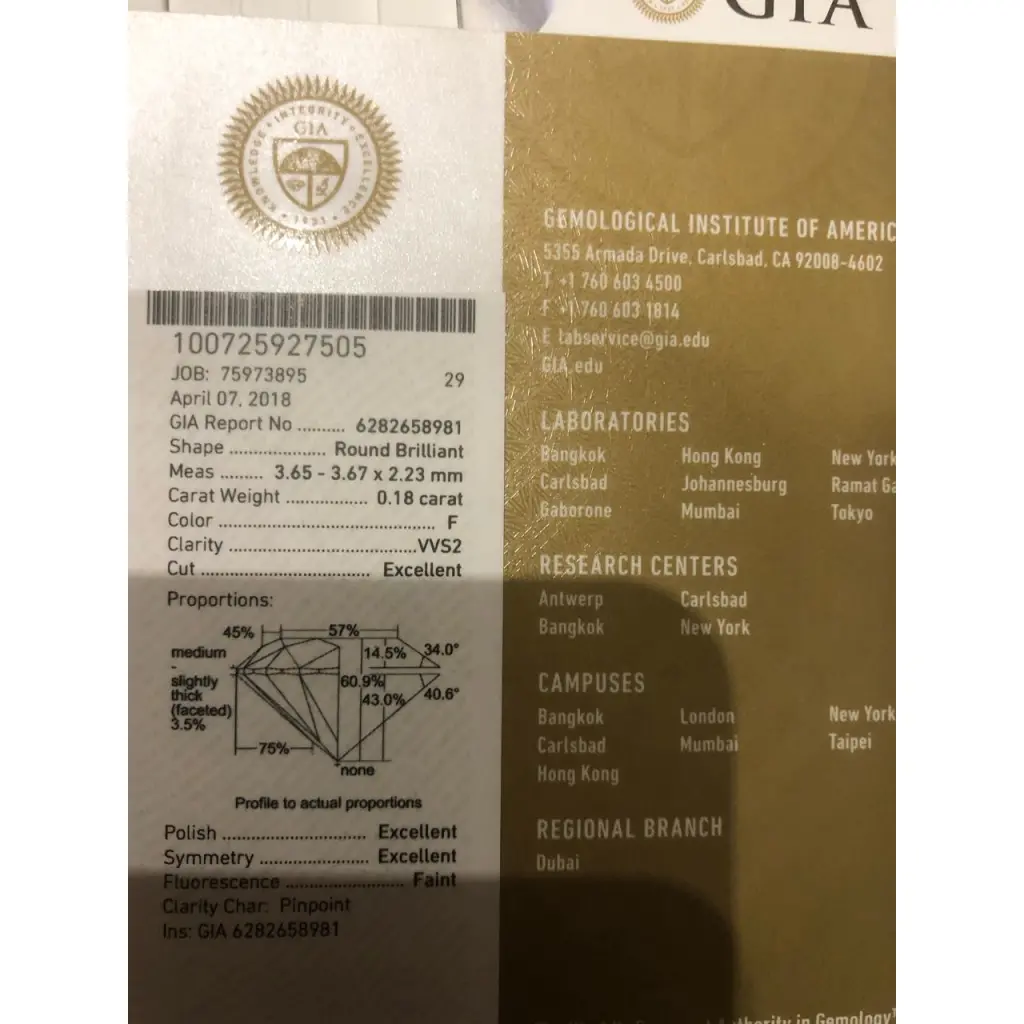 GIA
KNOWLEDGE • INTEGRITY • EXCELLENCE
GIA
1931
100725927505
JOB: 75973895 29
April 07, 2018
GIA Report No .......... 6282658981
Shape .................... Round Brilliant
Meas ......... 3.65 - 3.67 x 2.23 mm
Carat Weight ................. 0.18 carat
Color ............................................. F
Clarity .......................................VVS2
Cut ................................... Excellent
Proportions:
45% 57%
medium
-
slightly
thick
(faceted)
3.5%
14.5% 34.0°
60.9%
43.0% 40.6°
75%
none
Profile to actual proportions
Polish .............................. Excellent
Symmetry ....................... Excellent
Fluorescence ......................... Faint
Clarity Char: Pinpoint
Ins: GIA 6282658981
GEMOLOGICAL INSTITUTE OF AMERIC
5355 Armada Drive, Carlsbad, CA 92008-4602
T +1 760 603 4500
F +1 760 603 1814
E labservice@gia.edu
GIA.edu
LABORATORIES
Bangkok Hong Kong New York
Carlsbad Johannesburg Ramat Ga
Gaborone Mumbai Tokyo
RESEARCH CENTERS
Antwerp Carlsbad
Bangkok New York
CAMPUSES
Bangkok London New York
Carlsbad Mumbai Taipei
Hong Kong
REGIONAL BRANCH
Dubai
Authority in Gemology